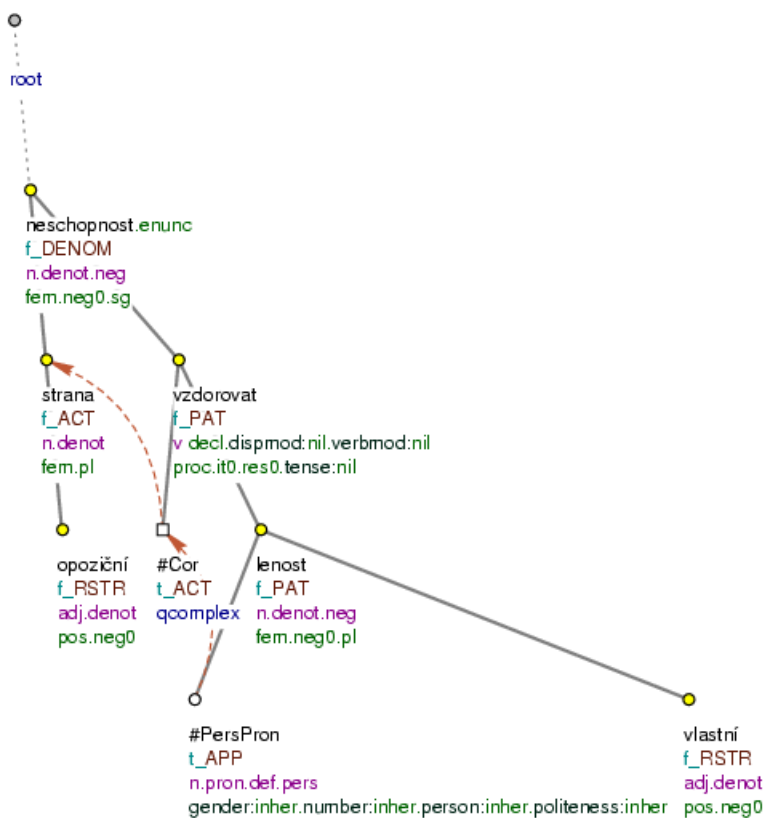 root
neschopnost.enunc
f_DENOM
n.denot.neg
fem.neg0.sg
strana
f_ACT
n.denot
fem.pl
vzdorovat
f_PAT
v decl.dispmod:nil.verbmod:nil
proc.it0.res0.tense:nil
opoziční
f_RSTR
adj.denot
pos.neg0
#Cor
t_ACT
qcomplex
lenost
f_PAT
n.denot.neg
fem.neg0.pl
#PersPron
t_APP
n.pron.def.pers
gender:inher.number:inher.person:inher.politeness:inher
vlastní
f_RSTR
adj.denot
pos.neg0